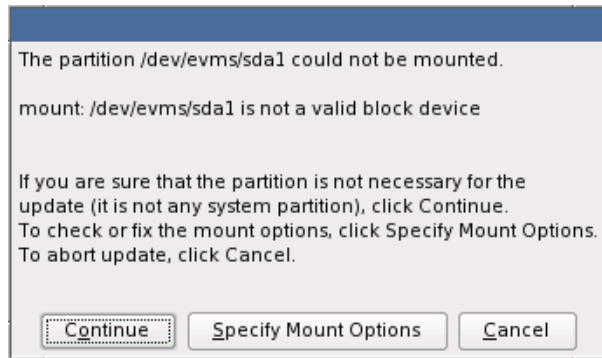 The partition /dev/evms/sda1 could not be mounted.
mount: /dev/evms/sda1 is not a valid block device
If you are sure that the partition is not necessary for the
update (it is not any system partition), click Continue.
To check or fix the mount options, click Specify Mount Options.
To abort update, click Cancel.
Continue Specify Mount Options Cancel